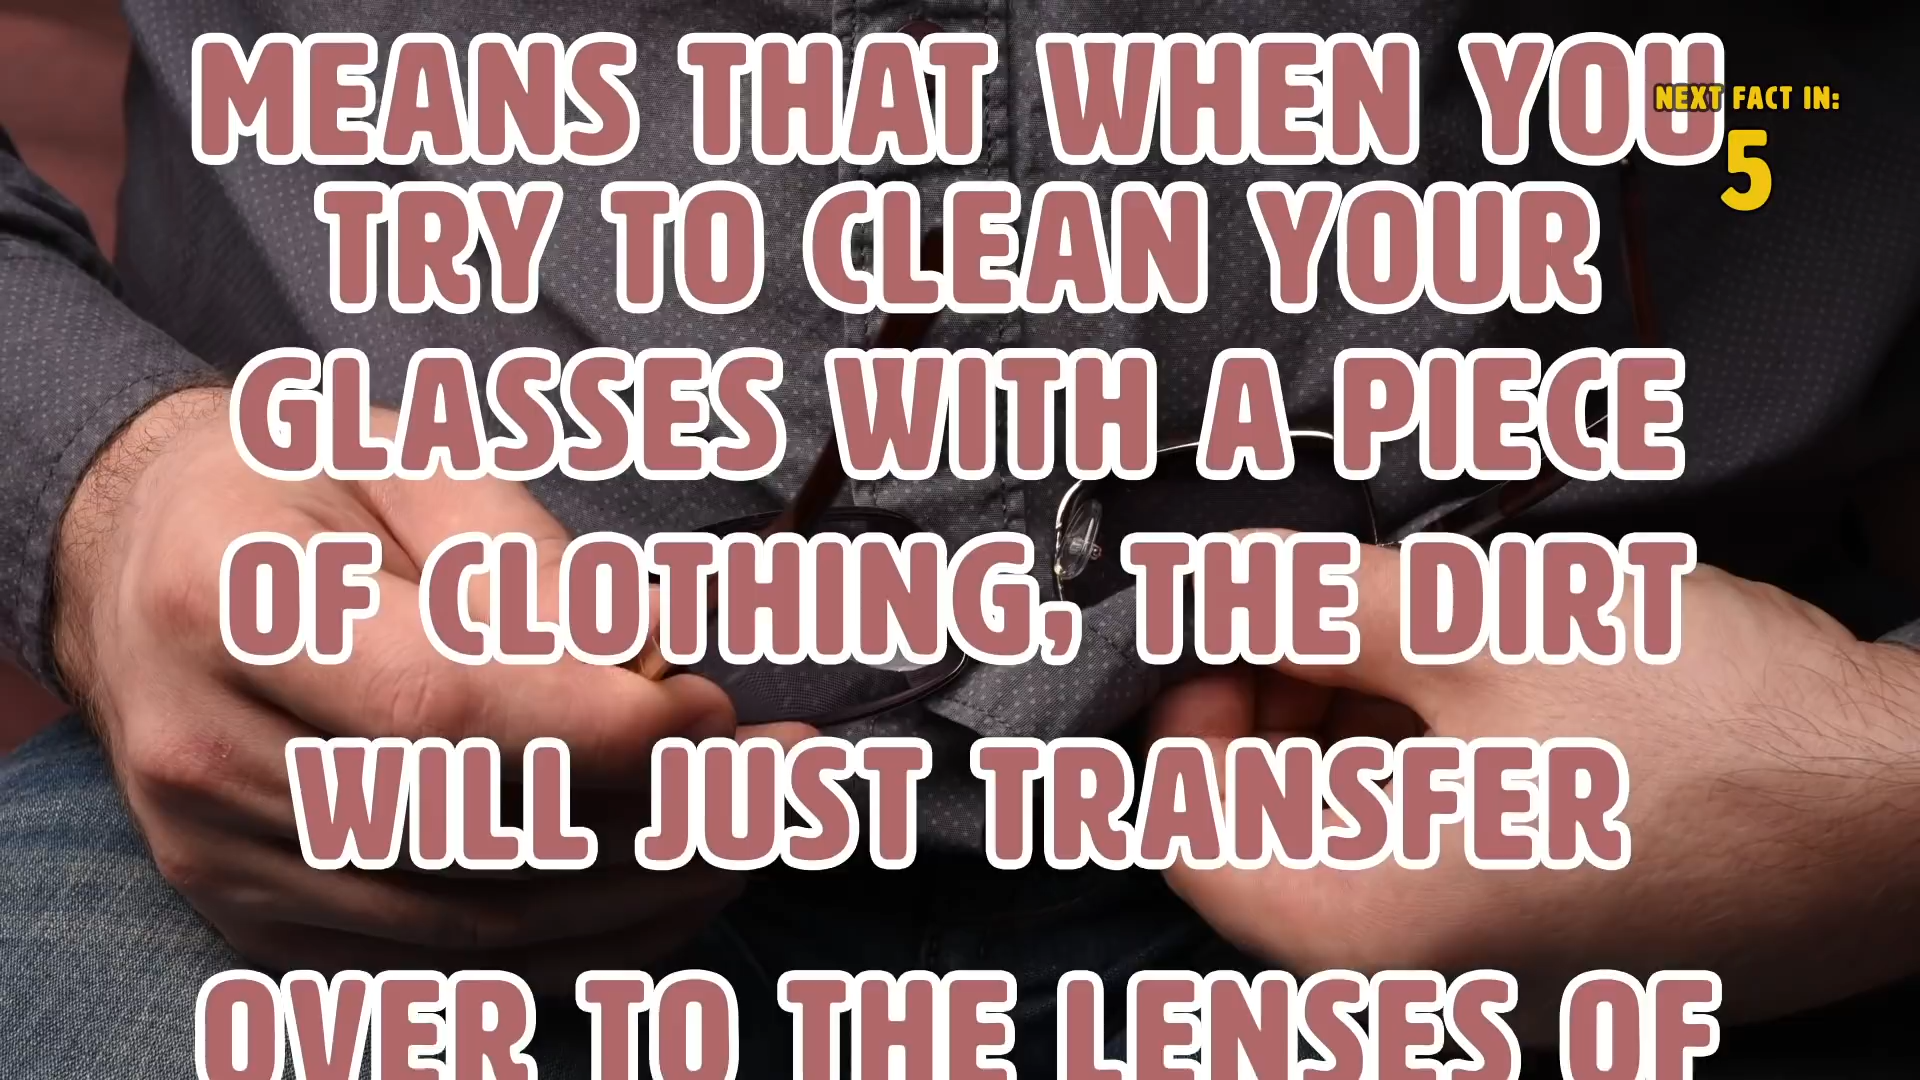 MEANS THAT WHEN YOU
NEXT FACT IN:
5
TRY TO CLEAN YOUR
GLASSES WITH A PIECE
OF CLOTHING, THE DIRT
WILL JUST TRANSFER
OVER TO THE LENSES OF